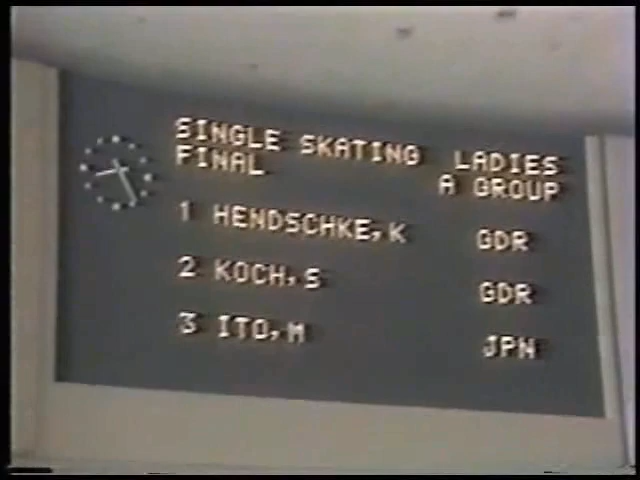 SINGLE SKATING LADIES
FINAL A GROUP
1 HENDSCHKE,K GDR
2 KOCH,S GDR
3 ITO,M JPN